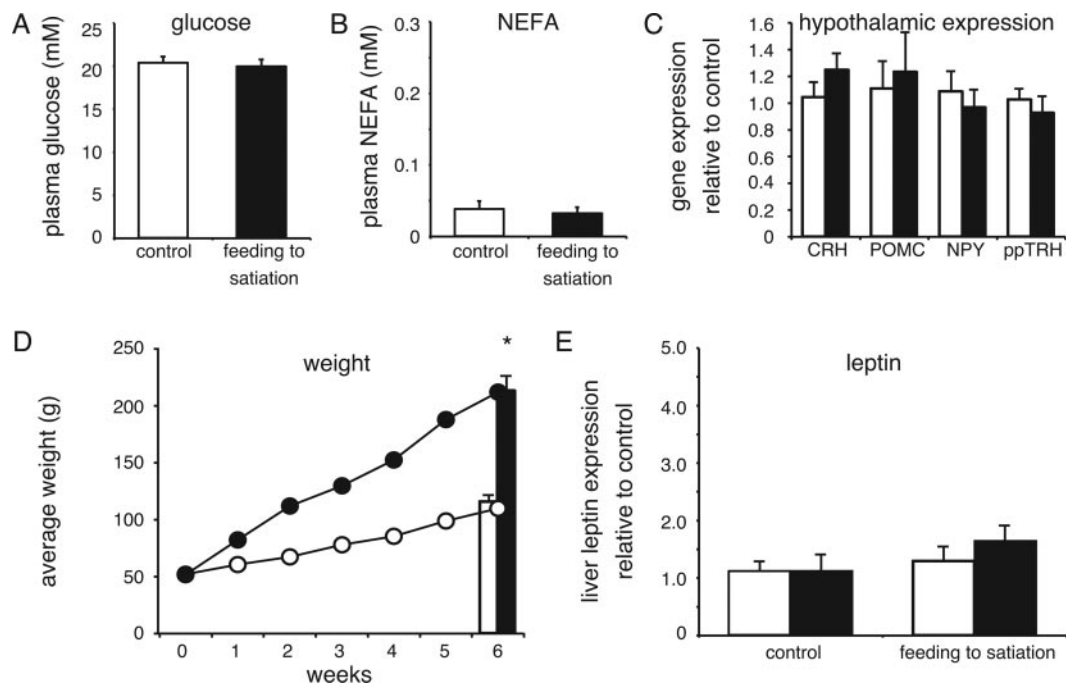 A
glucose
plasma glucose (mM)
25
20
15
10
5
0
control
feeding to
satiation
B
NEFA
plasma NEFA (mM)
0.3
0.2
0.1
0
control
feeding to
satiation
C
hypothalamic expression
gene expression
relative to control
1.6
1.4
1.2
1.0
0.8
0.6
0.4
0.2
0
CRH POMC NPY ppTRH
D
weight
*
average weight (g)
250
200
150
100
50
0
0 1 2 3 4 5 6
weeks
E
leptin
liver leptin expression
relative to control
5.0
4.0
3.0
2.0
1.0
0.0
control
feeding to satiation